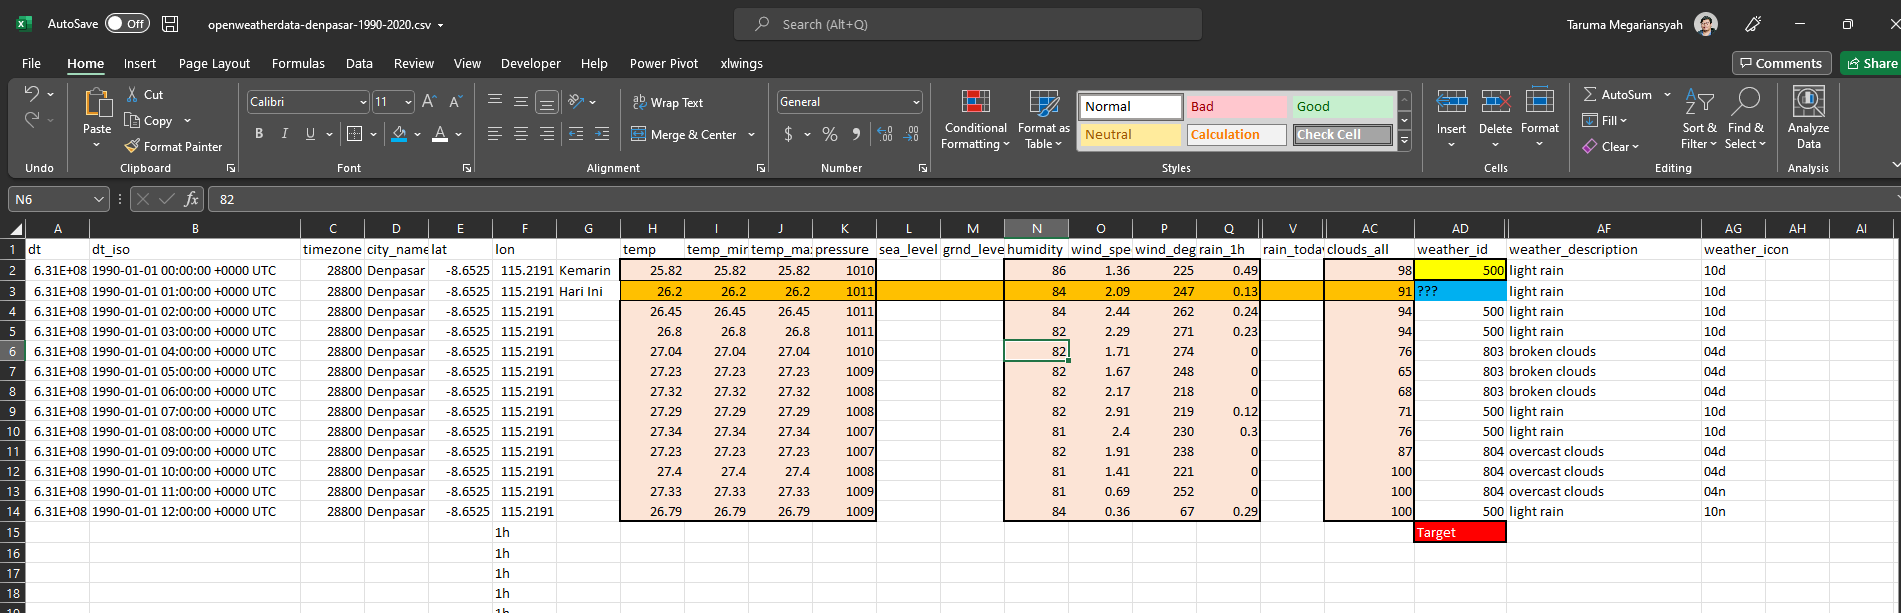 AutoSave Off openweatherdata-denpasar-1990-2020.csv Search (Alt+Q) Taruma Megariansyah
File Home Insert Page Layout Formulas Data Review View Developer Help Power Pivot xlwings Comments Share
Paste Cut Copy Format Painter
Calibri 11 B I U A
Wrap Text Merge & Center
General $ %
Conditional Formatting Format as Table
Normal Bad Good
Neutral Calculation Check Cell
Insert Delete Format
AutoSum Fill Clear Sort & Filter Find & Select Analyze Data
Undo Clipboard Font Alignment Number Styles Cells Editing Analysis
N6 fx 82
A B C D E F G H I J K L M N O P Q V AC AD AF AG AH AI
1 dt dt_iso timezone city_name lat lon temp temp_mir temp_ma pressure sea_level grnd_leve humidity wind_spe wind_deg rain_1h rain_toda clouds_all weather_id weather_description weather_icon
2 6.31E+08 1990-01-01 00:00:00 +0000 UTC 28800 Denpasar -8.6525 115.2191 Kemarin 25.82 25.82 25.82 1010 86 1.36 225 0.49 98 500 light rain 10d
3 6.31E+08 1990-01-01 01:00:00 +0000 UTC 28800 Denpasar -8.6525 115.2191 Hari Ini 26.2 26.2 26.2 1011 84 2.09 247 0.13 91 ??? light rain 10d
4 6.31E+08 1990-01-01 02:00:00 +0000 UTC 28800 Denpasar -8.6525 115.2191 26.45 26.45 26.45 1011 84 2.44 262 0.24 94 500 light rain 10d
5 6.31E+08 1990-01-01 03:00:00 +0000 UTC 28800 Denpasar -8.6525 115.2191 26.8 26.8 26.8 1011 82 2.29 271 0.23 94 500 light rain 10d
6 6.31E+08 1990-01-01 04:00:00 +0000 UTC 28800 Denpasar -8.6525 115.2191 27.04 27.04 27.04 1010 82 1.71 274 0 76 803 broken clouds 04d
7 6.31E+08 1990-01-01 05:00:00 +0000 UTC 28800 Denpasar -8.6525 115.2191 27.23 27.23 27.23 1009 82 1.67 248 0 65 803 broken clouds 04d
8 6.31E+08 1990-01-01 06:00:00 +0000 UTC 28800 Denpasar -8.6525 115.2191 27.32 27.32 27.32 1008 82 2.17 218 0 68 803 broken clouds 04d
9 6.31E+08 1990-01-01 07:00:00 +0000 UTC 28800 Denpasar -8.6525 115.2191 27.29 27.29 27.29 1008 82 2.91 219 0.12 71 500 light rain 10d
10 6.31E+08 1990-01-01 08:00:00 +0000 UTC 28800 Denpasar -8.6525 115.2191 27.34 27.34 27.34 1007 81 2.4 230 0.3 76 500 light rain 10d
11 6.31E+08 1990-01-01 09:00:00 +0000 UTC 28800 Denpasar -8.6525 115.2191 27.23 27.23 27.23 1007 82 1.91 238 0 87 804 overcast clouds 04d
12 6.31E+08 1990-01-01 10:00:00 +0000 UTC 28800 Denpasar -8.6525 115.2191 27.4 27.4 27.4 1008 81 1.41 221 0 100 804 overcast clouds 04d
13 6.31E+08 1990-01-01 11:00:00 +0000 UTC 28800 Denpasar -8.6525 115.2191 27.33 27.33 27.33 1009 81 0.69 252 0 100 804 overcast clouds 04n
14 6.31E+08 1990-01-01 12:00:00 +0000 UTC 28800 Denpasar -8.6525 115.2191 26.79 26.79 26.79 1009 84 0.36 67 0.29 100 500 light rain 10n
15 1h Target
16 1h
17 1h
18 1h